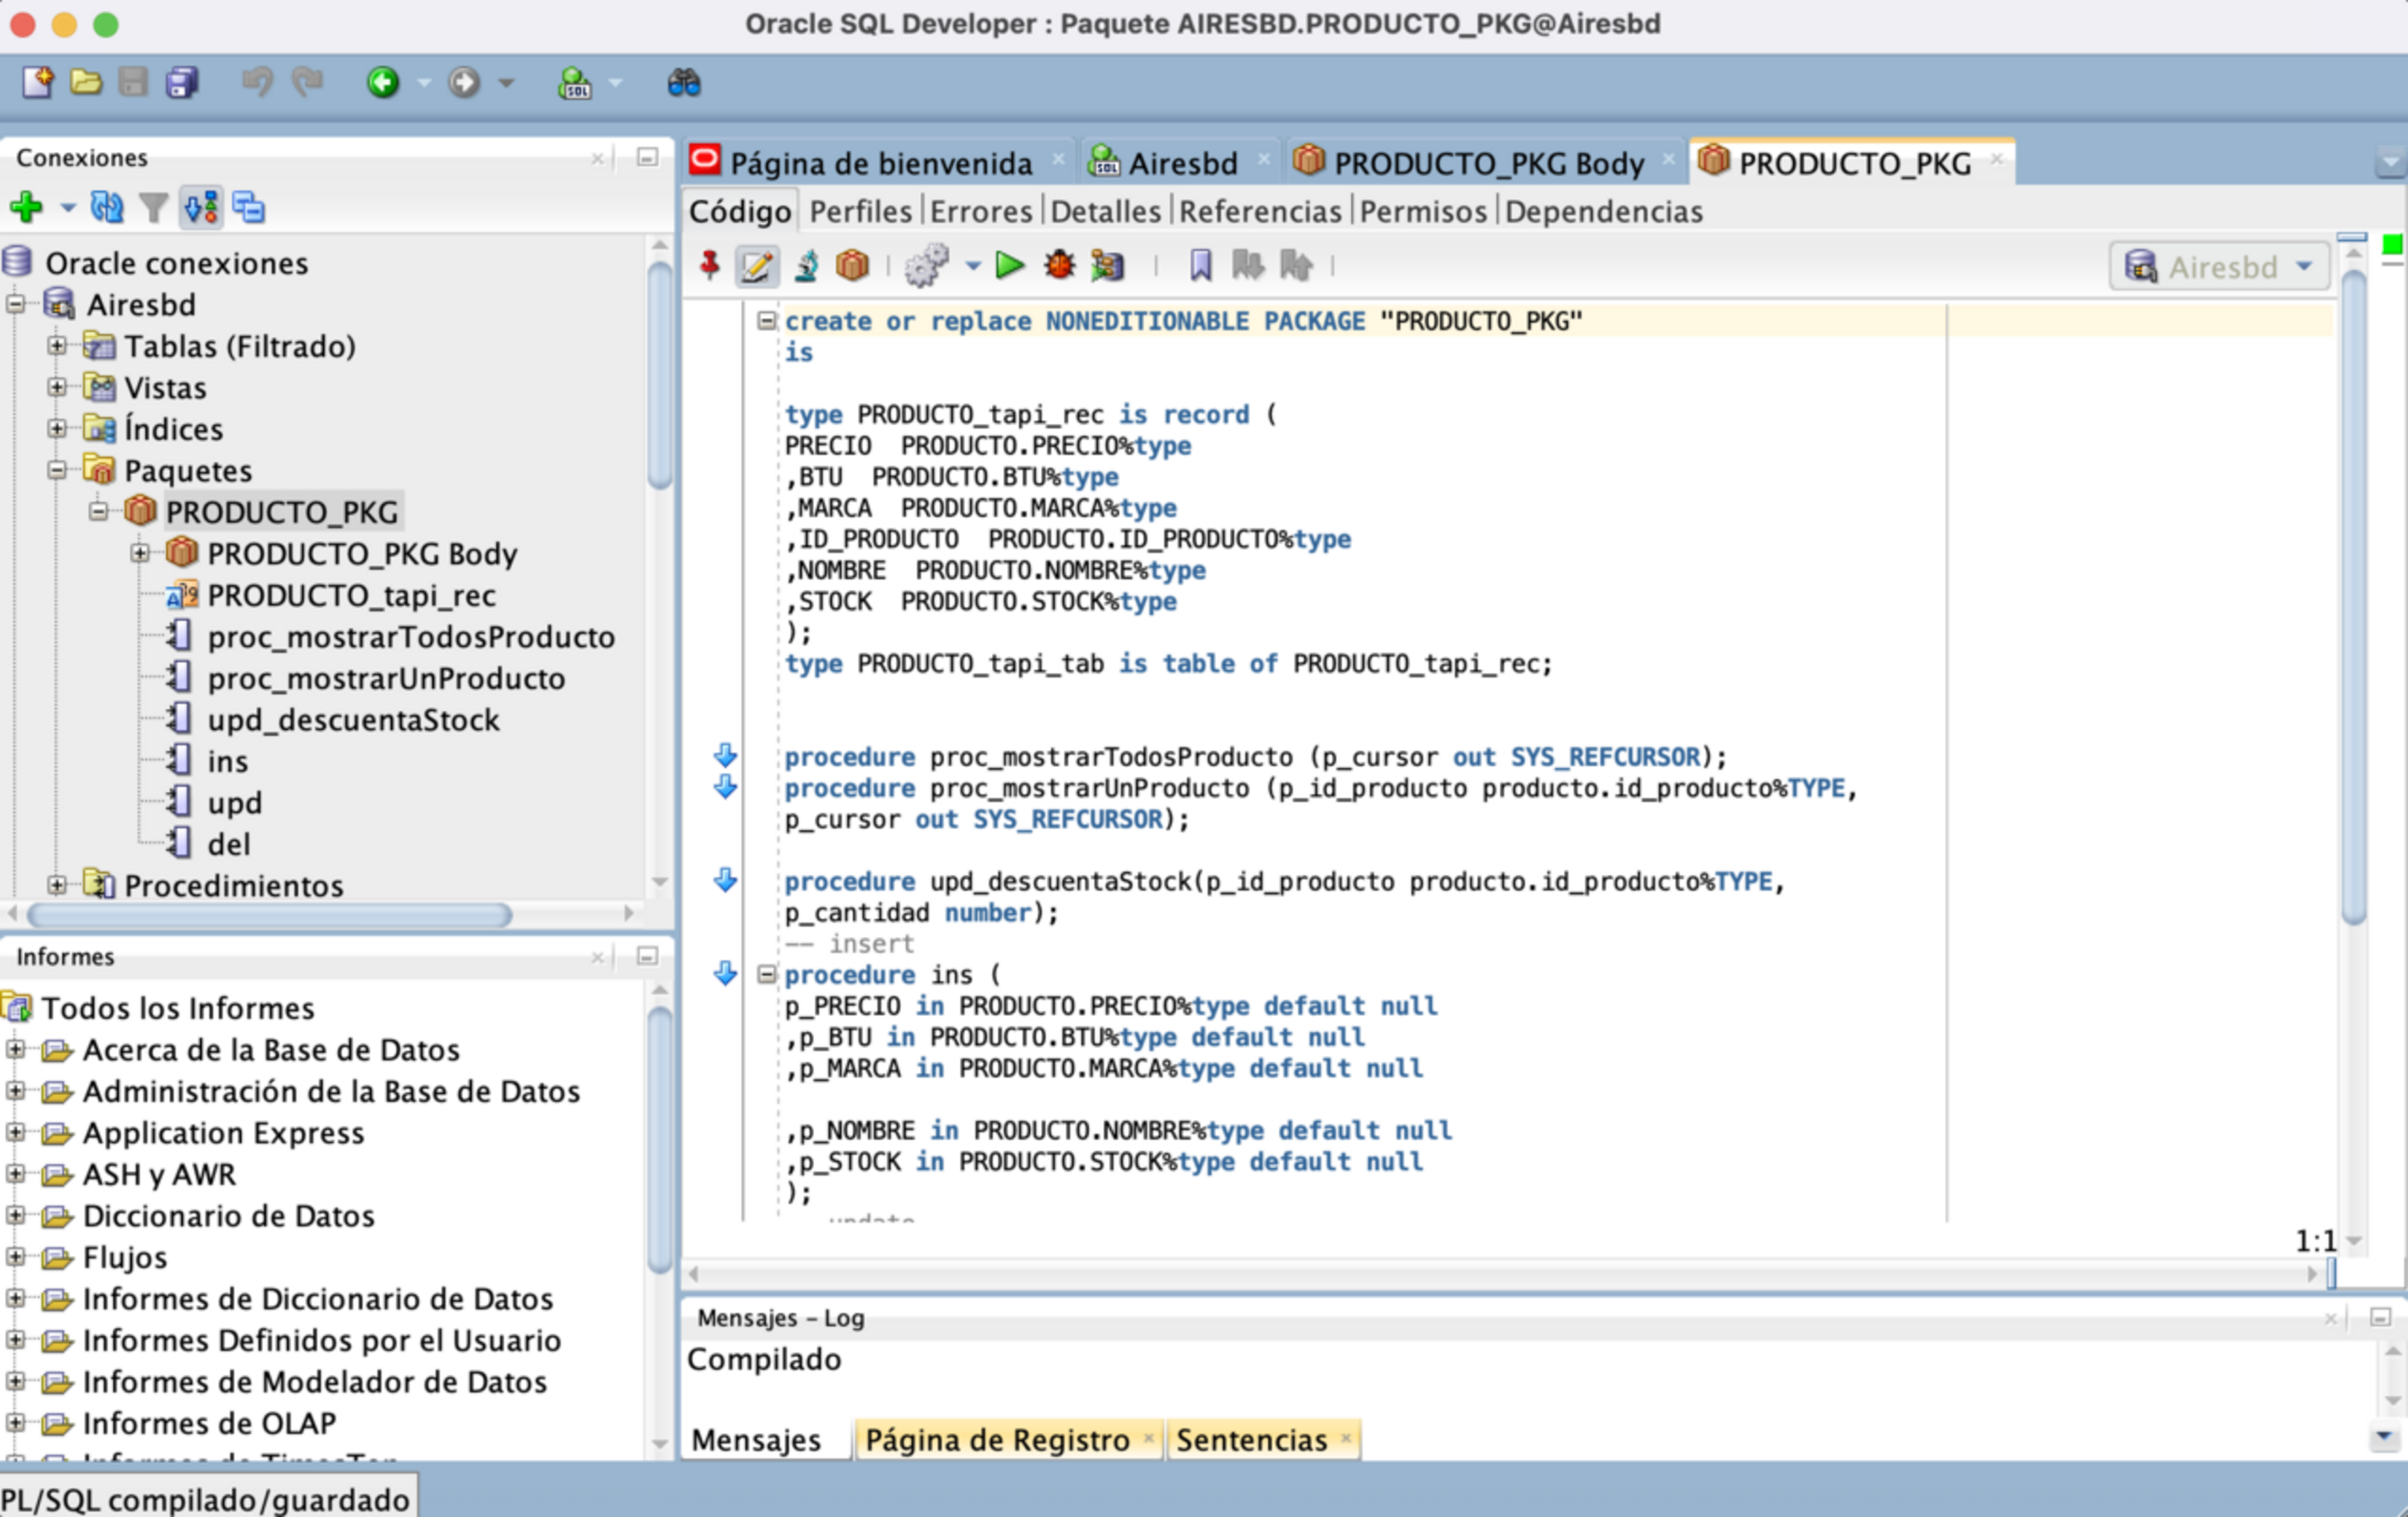 Oracle SQL Developer : Paquete AIRESBD.PRODUCTO_PKG@Airesbd
SQL
Conexiones
Oracle conexiones
Airesbd
Tablas (Filtrado)
Vistas
Índices
Paquetes
PRODUCTO_PKG
PRODUCTO_PKG Body
PRODUCTO_tapi_rec
proc_mostrarTodosProducto
proc_mostrarUnProducto
upd_descuentaStock
ins
upd
del
Procedimientos
Informes
Todos los Informes
Acerca de la Base de Datos
Administración de la Base de Datos
Application Express
ASH y AWR
Diccionario de Datos
Flujos
Informes de Diccionario de Datos
Informes Definidos por el Usuario
Informes de Modelador de Datos
Informes de OLAP
Informes de TimesTen
PL/SQL compilado/guardado
Página de bienvenida
Airesbd
PRODUCTO_PKG Body
PRODUCTO_PKG
Código Perfiles Errores Detalles Referencias Permisos Dependencias
Airesbd
create or replace NONEDITIONABLE PACKAGE "PRODUCTO_PKG"
is
type PRODUCTO_tapi_rec is record (
PRECIO  PRODUCTO.PRECIO%type
,BTU  PRODUCTO.BTU%type
,MARCA  PRODUCTO.MARCA%type
,ID_PRODUCTO  PRODUCTO.ID_PRODUCTO%type
,NOMBRE  PRODUCTO.NOMBRE%type
,STOCK  PRODUCTO.STOCK%type
);
type PRODUCTO_tapi_tab is table of PRODUCTO_tapi_rec;
procedure proc_mostrarTodosProducto (p_cursor out SYS_REFCURSOR);
procedure proc_mostrarUnProducto (p_id_producto producto.id_producto%TYPE,
p_cursor out SYS_REFCURSOR);
procedure upd_descuentaStock(p_id_producto producto.id_producto%TYPE,
p_cantidad number);
-- insert
procedure ins (
p_PRECIO in PRODUCTO.PRECIO%type default null
,p_BTU in PRODUCTO.BTU%type default null
,p_MARCA in PRODUCTO.MARCA%type default null
,p_NOMBRE in PRODUCTO.NOMBRE%type default null
,p_STOCK in PRODUCTO.STOCK%type default null
);
update
1:1
Mensajes - Log
Compilado
Mensajes
Página de Registro
Sentencias